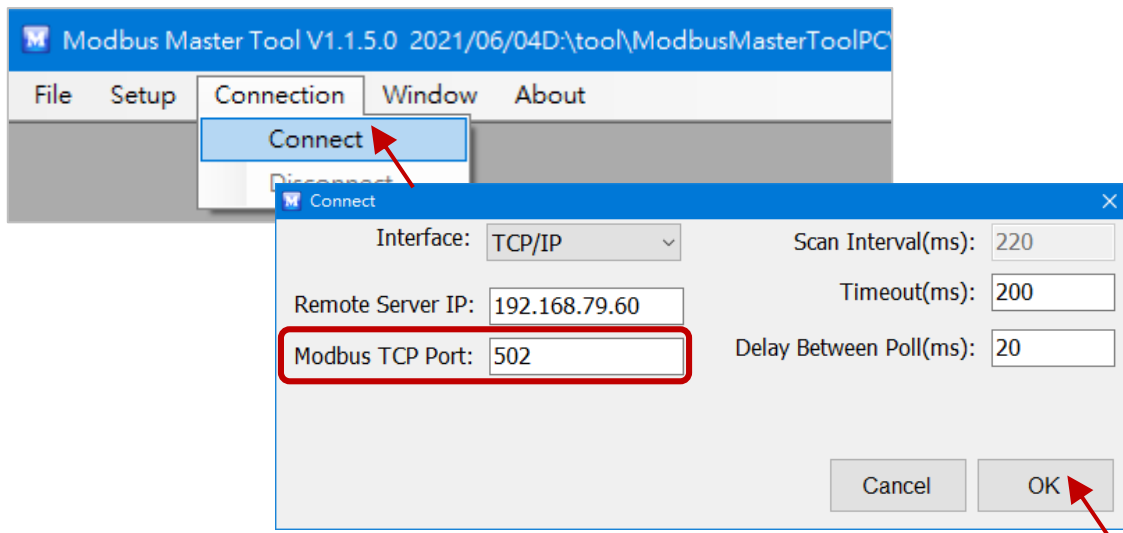 Modbus Master Tool V1.1.5.0 2021/06/04D:\tool\ModbusMasterToolPC
File Setup Connection Window About
Connect
Disconnect
Connect
Interface: TCP/IP Scan Interval(ms): 220
Remote Server IP: 192.168.79.60 Timeout(ms): 200
Modbus TCP Port: 502 Delay Between Poll(ms): 20
Cancel OK